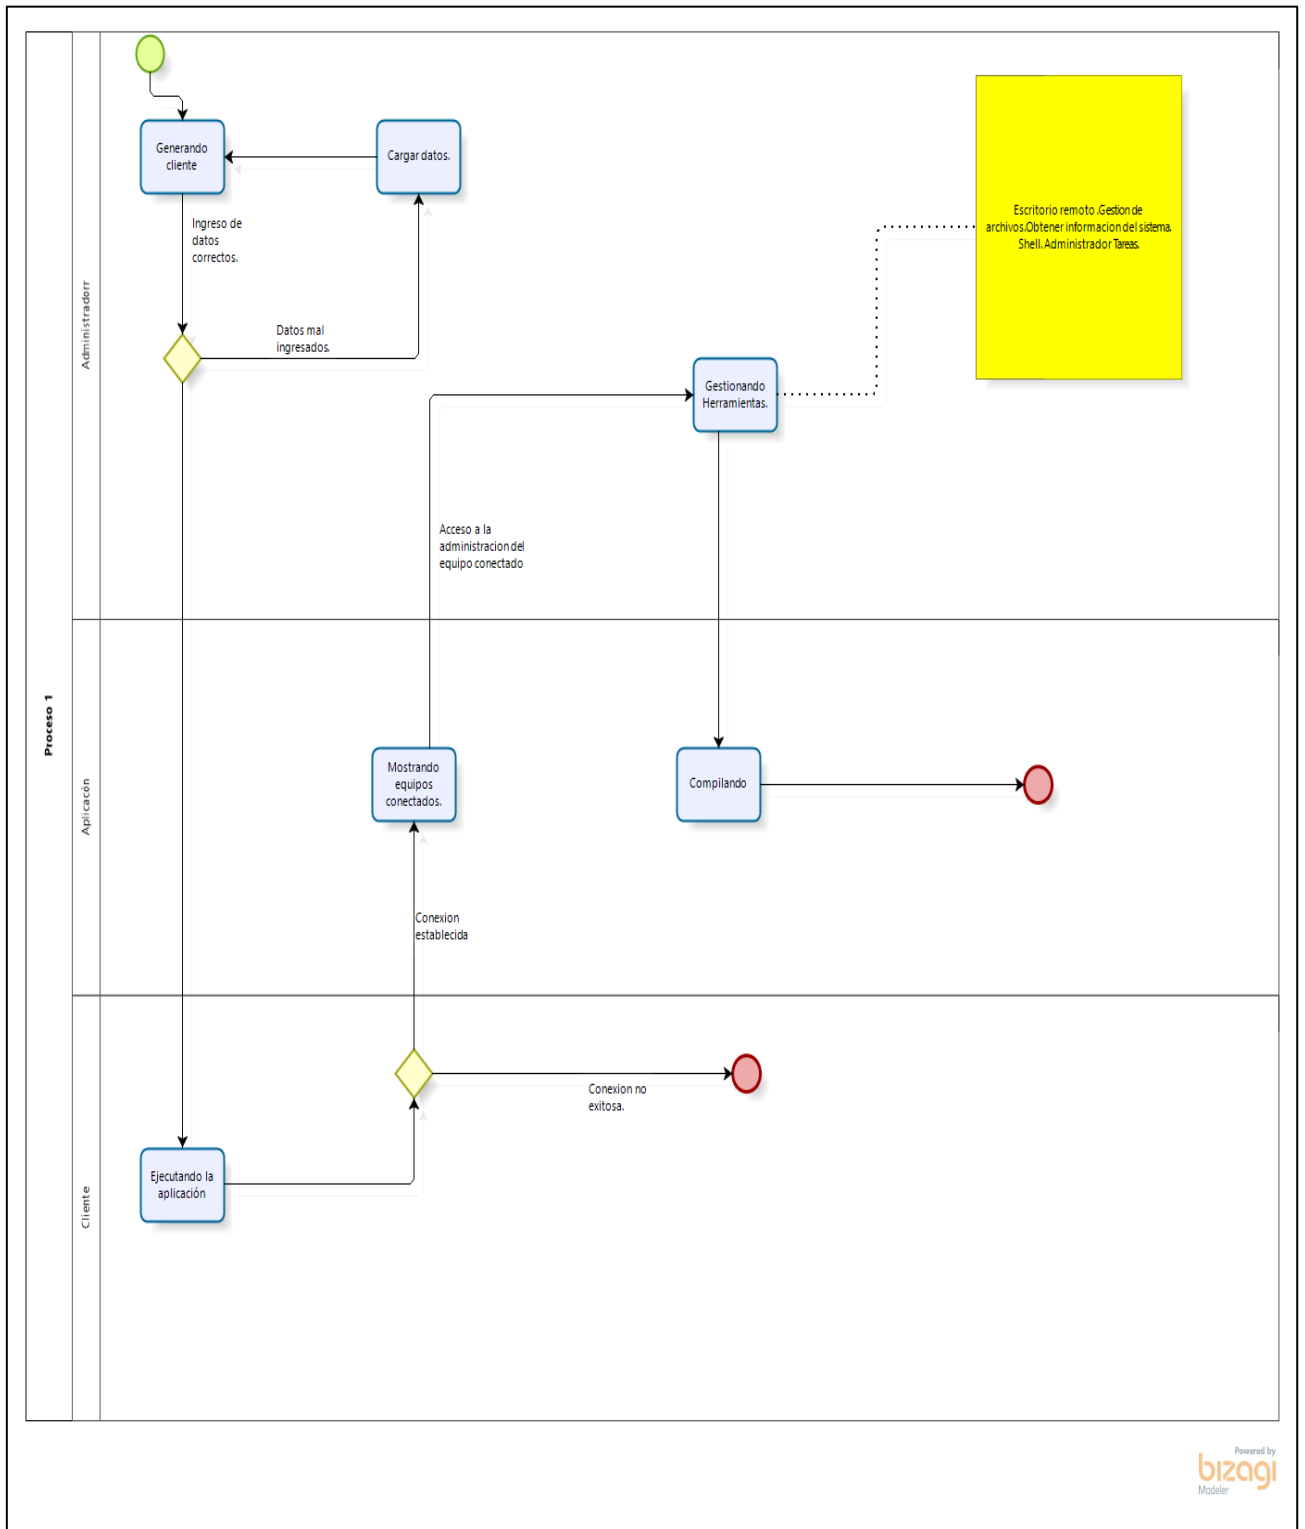 Generando
cliente
Cargar datos.
Ingreso de
datos
correctos.
Datos mal
ingresados.
Escritorio remoto .Gestion de
archivos.Obtener informacion del sistema.
Shell. Administrador Tareas.
Gestionando
Herramientas.
Acceso a la
administracion del
equipo conectado
Administradorr
Proceso 1
Aplicacòn
Mostrando
equipos
conectados.
Compilando
Conexion
establecida
Conexion no
exitosa.
Ejecutando la
aplicación
Cliente
Powered by
bizagi
Modeler